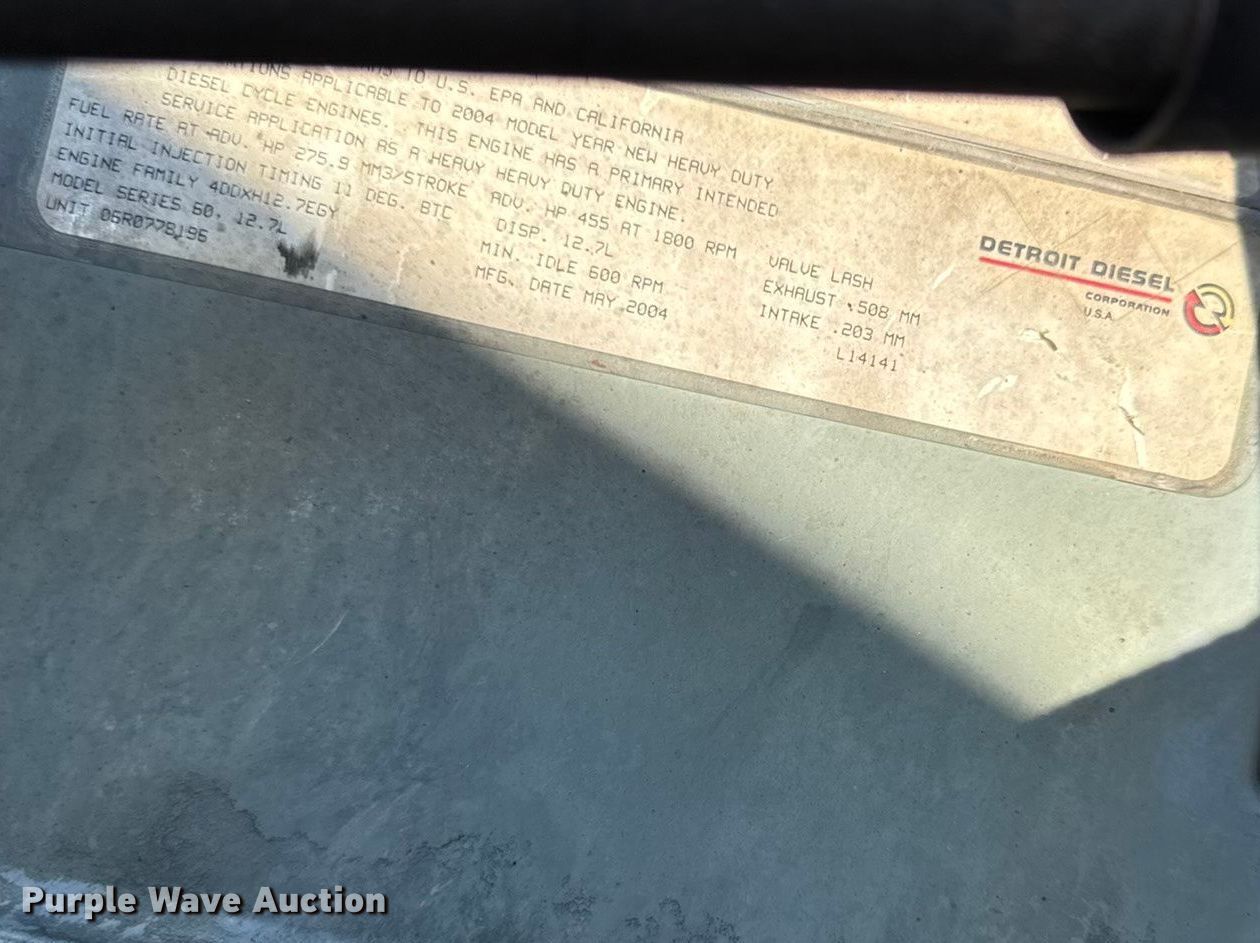 TO U.S. EPA AND CALIFORNIA
APPLICABLE TO 2004 MODEL YEAR NEW HEAVY DUTY
DIESEL CYCLE ENGINES. THIS ENGINE HAS A PRIMARY INTENDED
SERVICE APPLICATION AS A HEAVY HEAVY DUTY ENGINE.
FUEL RATE AT ADV. HP 275.9 MM3/STROKE ADV. HP 455 AT 1800 RPM
INITIAL INJECTION TIMING 11 DEG. BTC DISP. 12.7L VALVE LASH
ENGINE FAMILY 4DDXH12.7EGY MIN. IDLE 600 RPM EXHAUST .508 MM
MODEL SERIES 60, 12.7L MFG. DATE MAY 2004 INTAKE .203 MM
UNIT 06R0778196 L14141
DETROIT DIESEL
CORPORATION
U.S.A.
Purple Wave Auction